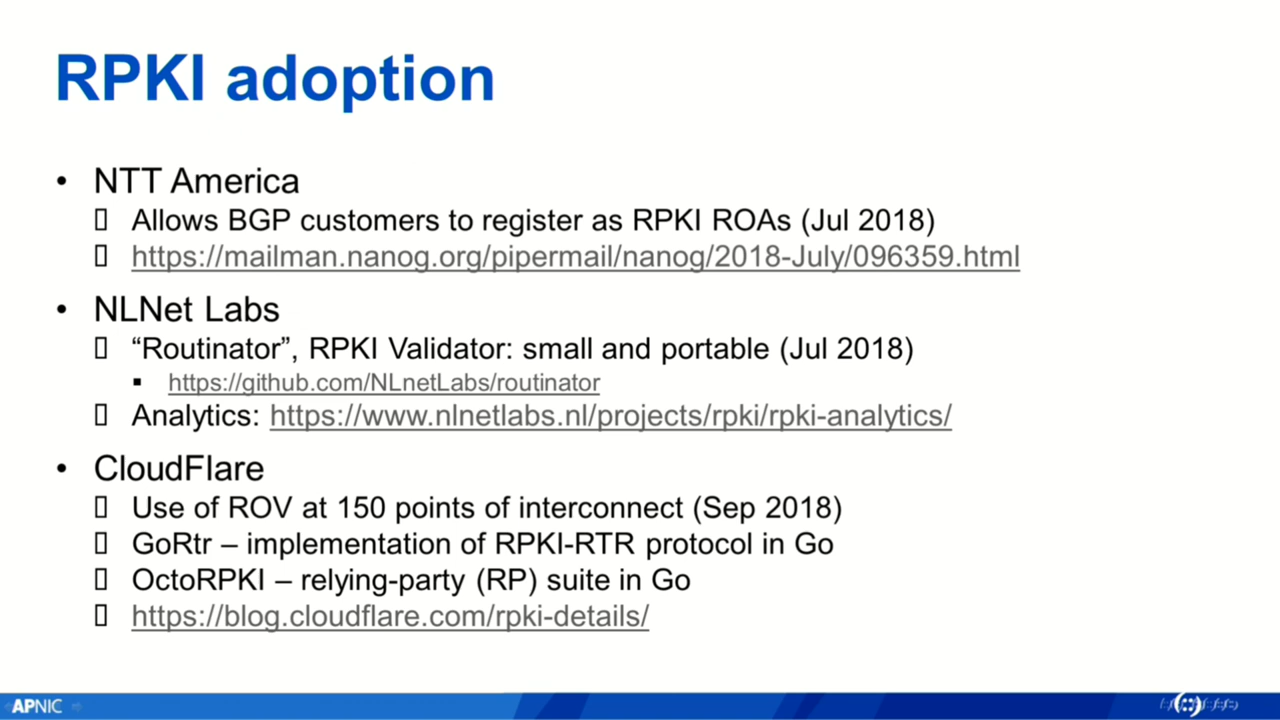 RPKI adoption
• NTT America
▯ Allows BGP customers to register as RPKI ROAs (Jul 2018)
▯ https://mailman.nanog.org/pipermail/nanog/2018-July/096359.html
• NLNet Labs
▯ “Routinator”, RPKI Validator: small and portable (Jul 2018)
▪ https://github.com/NLnetLabs/routinator
▯ Analytics: https://www.nlnetlabs.nl/projects/rpki/rpki-analytics/
• CloudFlare
▯ Use of ROV at 150 points of interconnect (Sep 2018)
▯ GoRtr – implementation of RPKI-RTR protocol in Go
▯ OctoRPKI – relying-party (RP) suite in Go
▯ https://blog.cloudflare.com/rpki-details/
APNIC